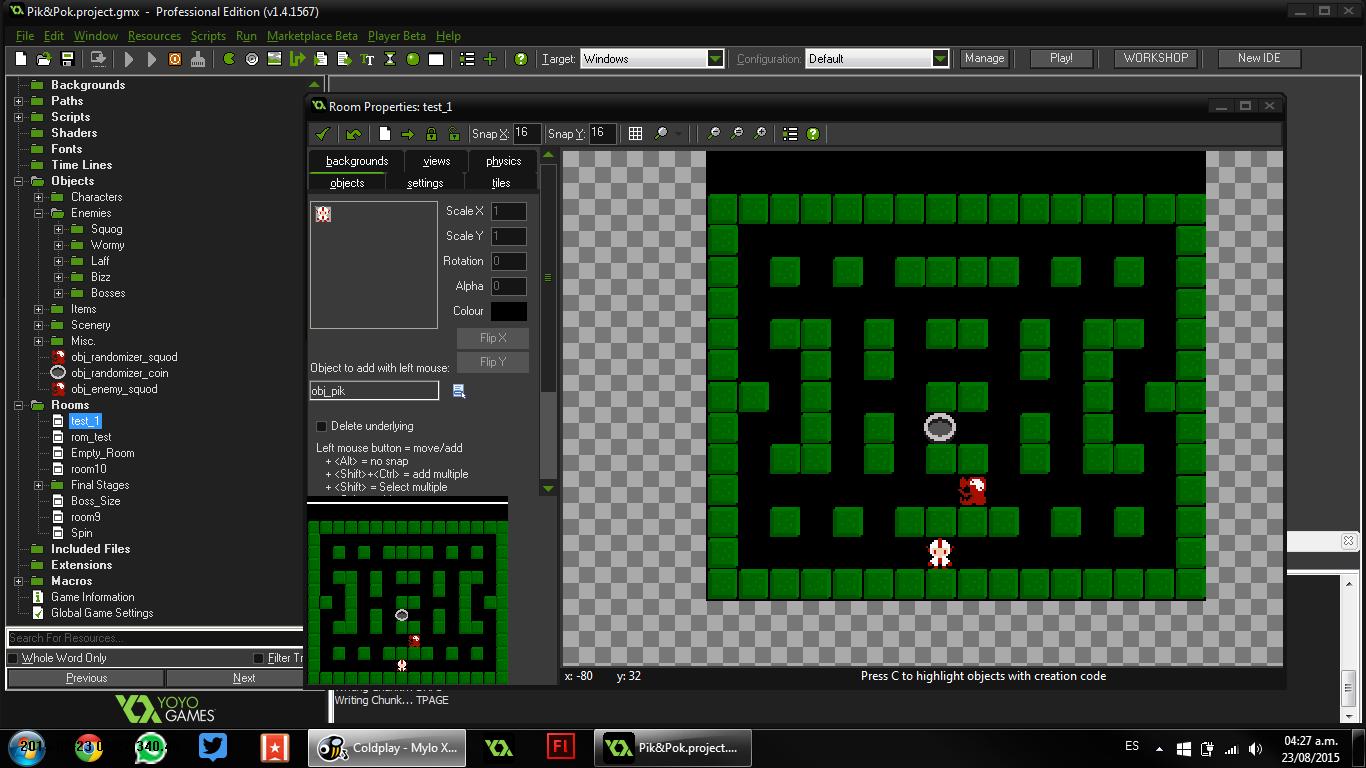 Pik&Pok.project.gmx - Professional Edition (v1.4.1567)
File Edit Window Resources Scripts Run Marketplace Beta Player Beta Help
Target: Windows Configuration: Default Manage Play! WORKSHOP New IDE
Backgrounds
Paths
Scripts
Shaders
Fonts
Time Lines
Objects
Characters
Enemies
Squog
Wormy
Laff
Bizz
Bosses
Items
Scenery
Misc.
obj_randomizer_squod
obj_randomizer_coin
obj_enemy_squod
Rooms
test_1
rom_test
Empty_Room
room10
Final Stages
Boss_Size
room9
Spin
Included Files
Extensions
Macros
Game Information
Global Game Settings
Search For Resources...
Whole Word Only Filter Tr
Previous Next
YOYO
GAMES
Room Properties: test_1
Snap X: 16 Snap Y: 16
backgrounds views physics
objects settings tiles
Scale X 1
Scale Y 1
Rotation 0
Alpha 0
Colour
Flip X
Flip Y
Object to add with left mouse:
obj_pik
Delete underlying
Left mouse button = move/add
+ <Alt> = no snap
+ <Shift>+<Ctrl> = add multiple
+ <Shift> = Select multiple
x: -80 y: 32 Press C to highlight objects with creation code
Writing Chunk... TPAGE
Coldplay - Mylo X...
Fl
Pik&Pok.project....
ES
04:27 a.m.
23/08/2015